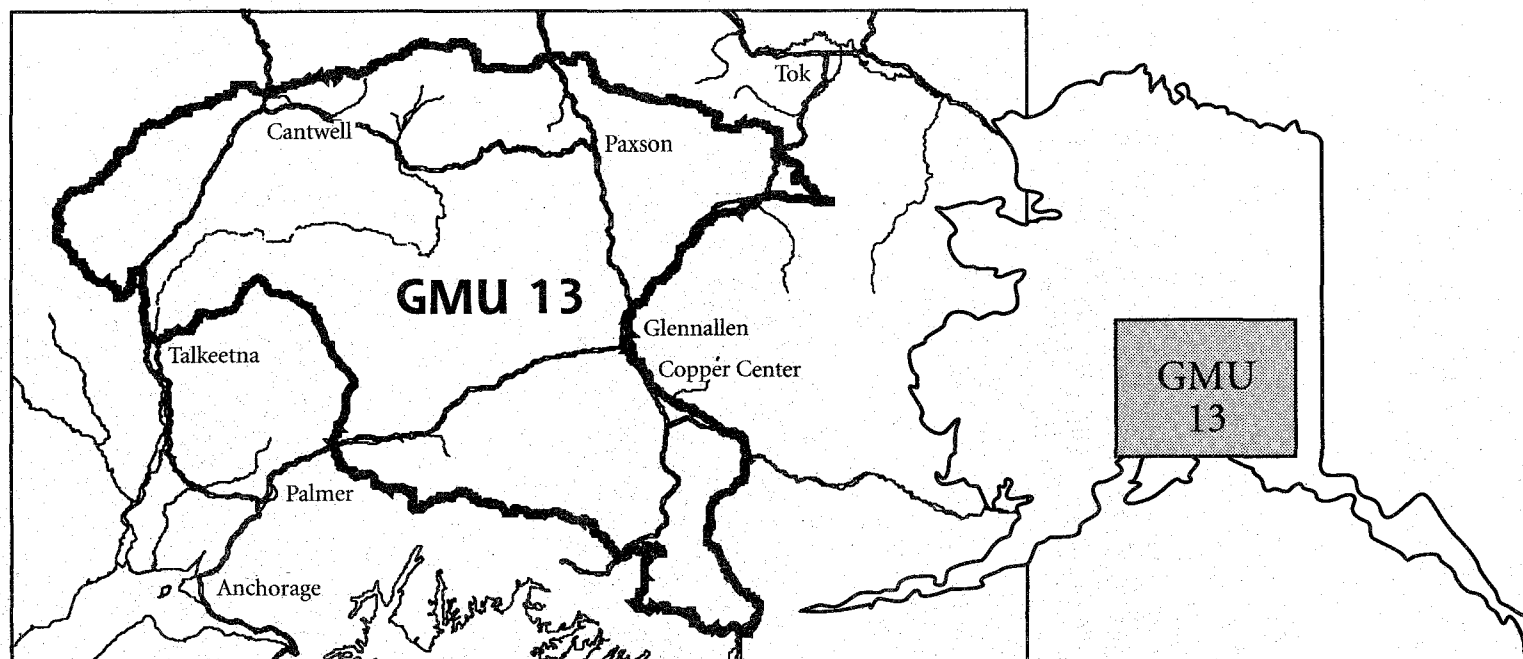 Tok
Cantwell
Paxson
GMU 13
Glennallen
Talkeetna
Copper Center
GMU
13
Palmer
Anchorage